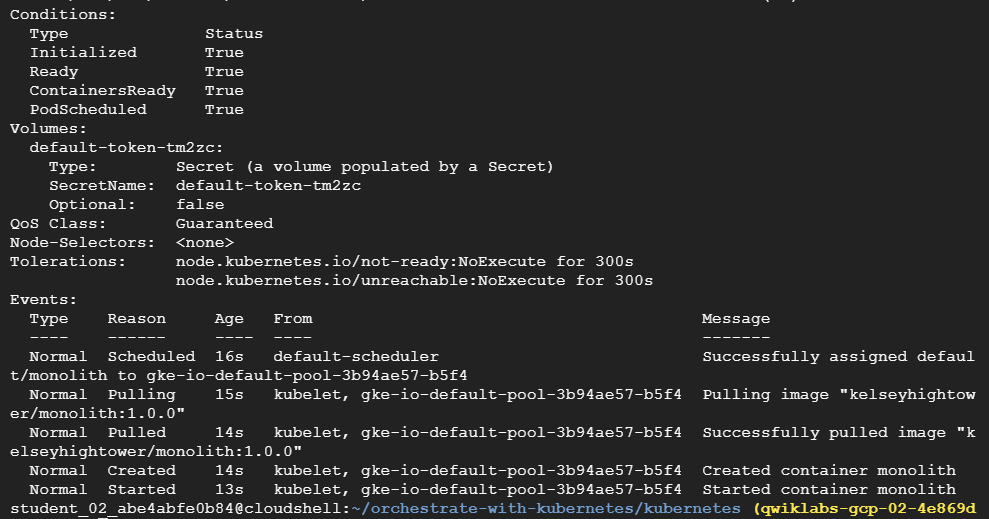 Conditions:
  Type              Status
  Initialized       True
  Ready             True
  ContainersReady   True
  PodScheduled      True
Volumes:
  default-token-tm2zc:
    Type:        Secret (a volume populated by a Secret)
    SecretName:  default-token-tm2zc
    Optional:    false
QoS Class:       Guaranteed
Node-Selectors:  <none>
Tolerations:     node.kubernetes.io/not-ready:NoExecute for 300s
                 node.kubernetes.io/unreachable:NoExecute for 300s
Events:
  Type    Reason     Age   From                                        Message
  ----    ------     ----  ----                                        -------
  Normal  Scheduled  16s   default-scheduler                           Successfully assigned defaul
t/monolith to gke-io-default-pool-3b94ae57-b5f4
  Normal  Pulling    15s   kubelet, gke-io-default-pool-3b94ae57-b5f4  Pulling image "kelseyhightow
er/monolith:1.0.0"
  Normal  Pulled     14s   kubelet, gke-io-default-pool-3b94ae57-b5f4  Successfully pulled image "k
elseyhightower/monolith:1.0.0"
  Normal  Created    14s   kubelet, gke-io-default-pool-3b94ae57-b5f4  Created container monolith
  Normal  Started    13s   kubelet, gke-io-default-pool-3b94ae57-b5f4  Started container monolith
student_02_abe4abfe0b84@cloudshell:~/orchestrate-with-kubernetes/kubernetes (qwiklabs-gcp-02-4e869d